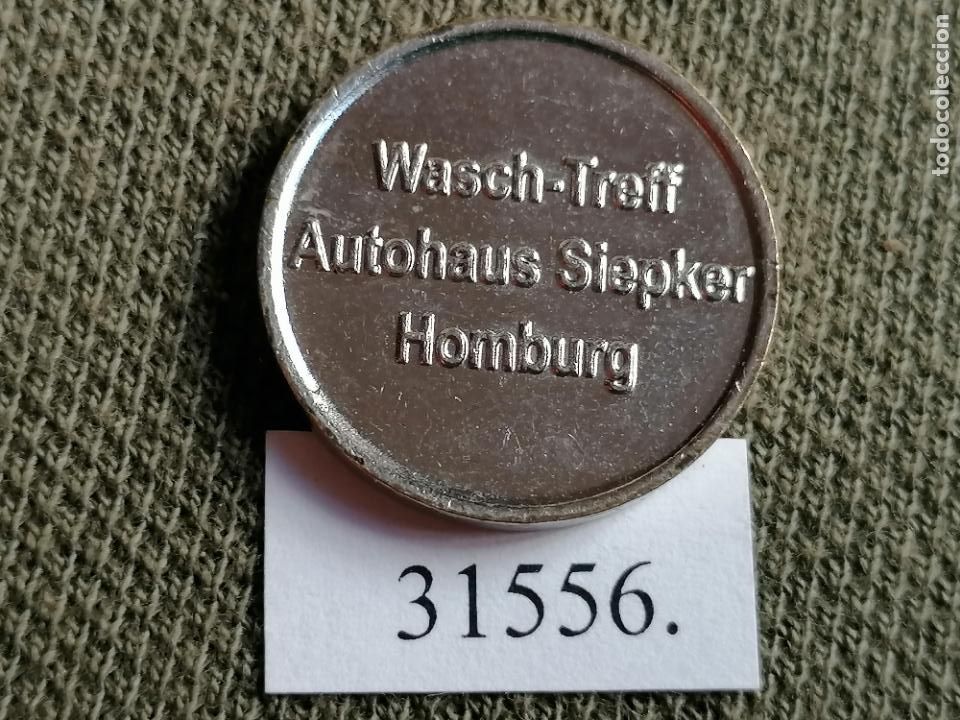 Wasch-Treff
Autohaus Siepker
Homburg
31556.
todocoleccion